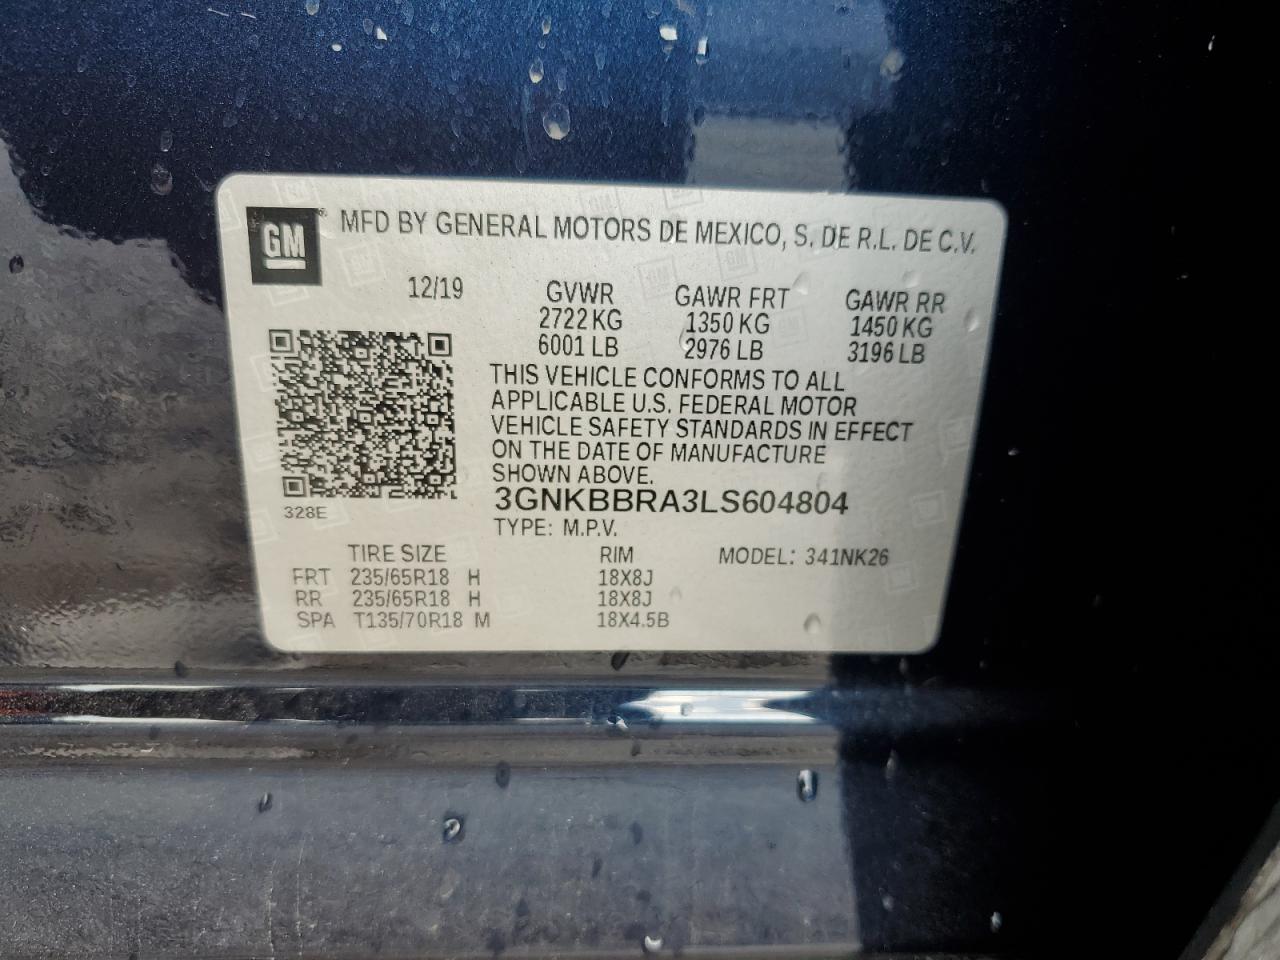 GM® MFD BY GENERAL MOTORS DE MEXICO, S. DE R.L. DE C.V.
12/19 GVWR GAWR FRT GAWR RR
2722 KG 1350 KG 1450 KG
6001 LB 2976 LB 3196 LB
THIS VEHICLE CONFORMS TO ALL
APPLICABLE U.S. FEDERAL MOTOR
VEHICLE SAFETY STANDARDS IN EFFECT
ON THE DATE OF MANUFACTURE
SHOWN ABOVE.
3GNKBBRA3LS604804
328E
TYPE: M.P.V.
TIRE SIZE RIM MODEL: 341NK26
FRT 235/65R18 H 18X8J
RR 235/65R18 H 18X8J
SPA T135/70R18 M 18X4.5B